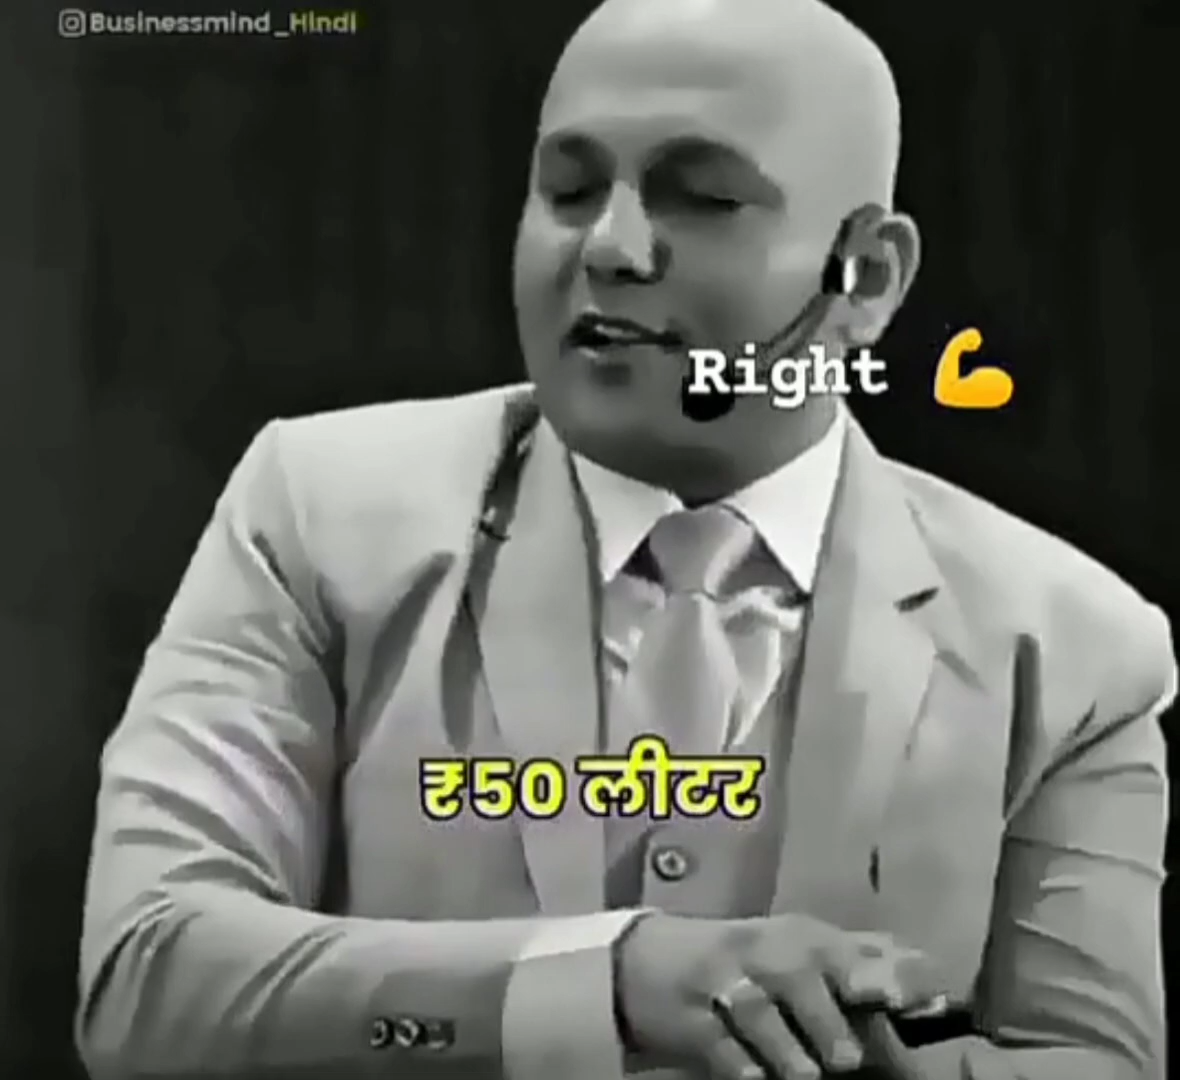 Businessmind_Hindi
Right 💪
₹50 लीटर